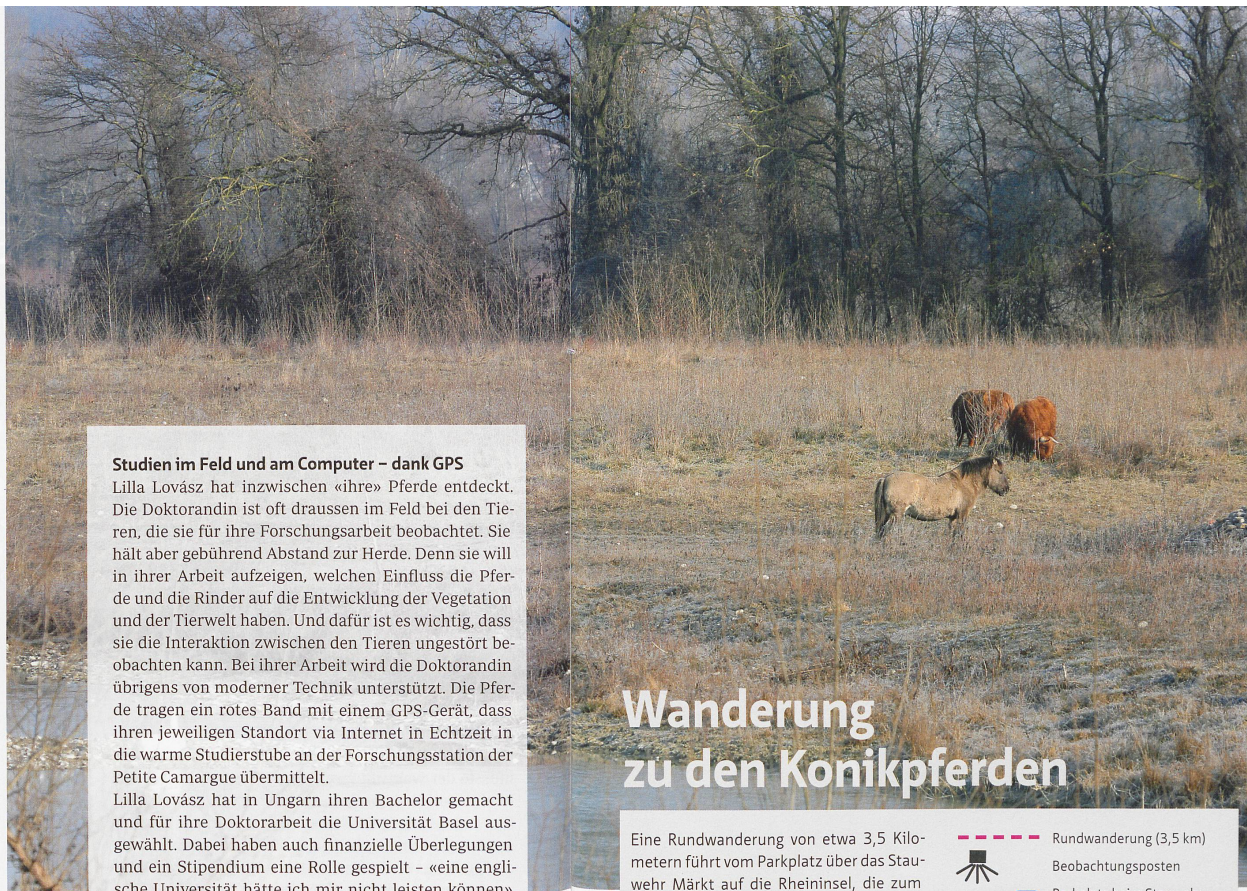 Studien im Feld und am Computer – dank GPS
Lilla Lovász hat inzwischen «ihre» Pferde entdeckt.
Die Doktorandin ist oft draussen im Feld bei den Tie-
ren, die sie für ihre Forschungsarbeit beobachtet. Sie
hält aber gebührend Abstand zur Herde. Denn sie will
in ihrer Arbeit aufzeigen, welchen Einfluss die Pfer-
de und die Rinder auf die Entwicklung der Vegetation
und der Tierwelt haben. Und dafür ist es wichtig, dass
sie die Interaktion zwischen den Tieren ungestört be-
obachten kann. Bei ihrer Arbeit wird die Doktorandin
übrigens von moderner Technik unterstützt. Die Pfer-
de tragen ein rotes Band mit einem GPS-Gerät, dass
ihren jeweiligen Standort via Internet in Echtzeit in
die warme Studierstube an der Forschungsstation der
Petite Camargue übermittelt.
Lilla Lovász hat in Ungarn ihren Bachelor gemacht
und für ihre Doktorarbeit die Universität Basel aus-
gewählt. Dabei haben auch finanzielle Überlegungen
und ein Stipendium eine Rolle gespielt – «eine engli-
sche Universität hätte ich mir nicht leisten können»
Wanderung
zu den Konikpferden
Eine Rundwanderung von etwa 3,5 Kilo-
metern führt vom Parkplatz über das Stau-
wehr Märkt auf die Rheininsel, die zum
Rundwanderung (3,5 km)
Beobachtungsposten